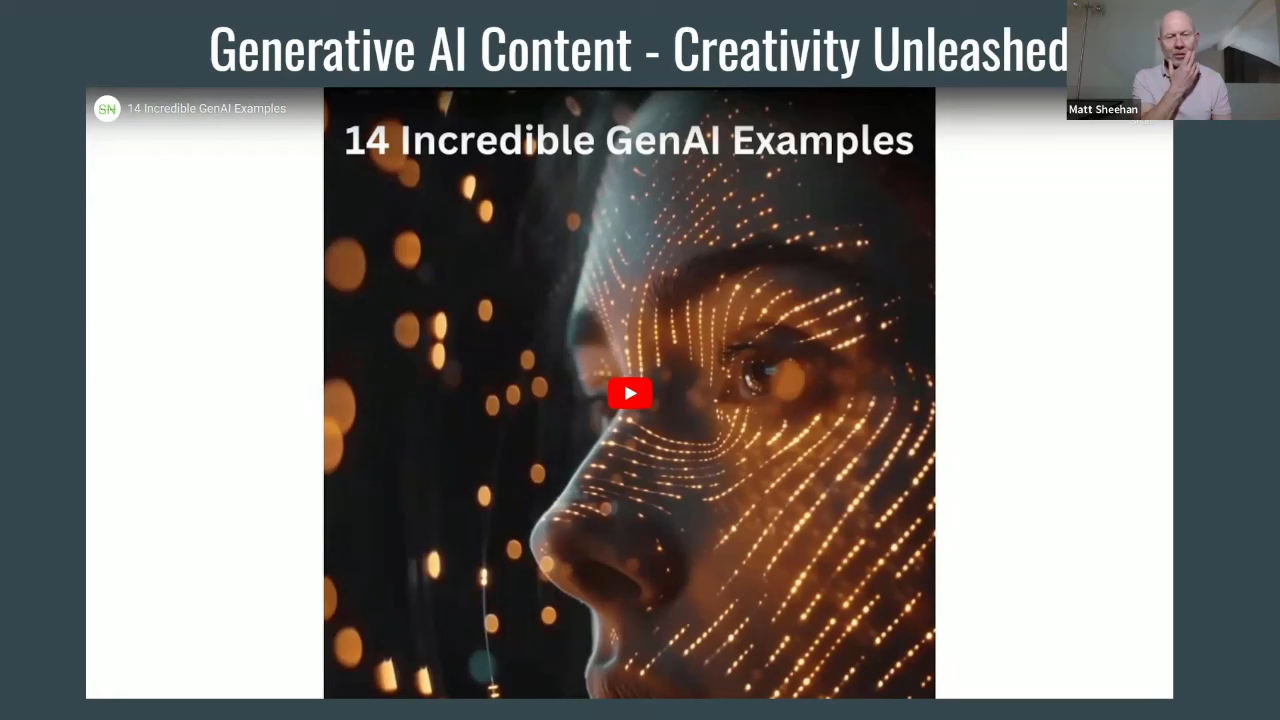 Generative AI Content - Creativity Unleashed
Matt Sheehan
SN
14 Incredible GenAI Examples
14 Incredible GenAI Examples